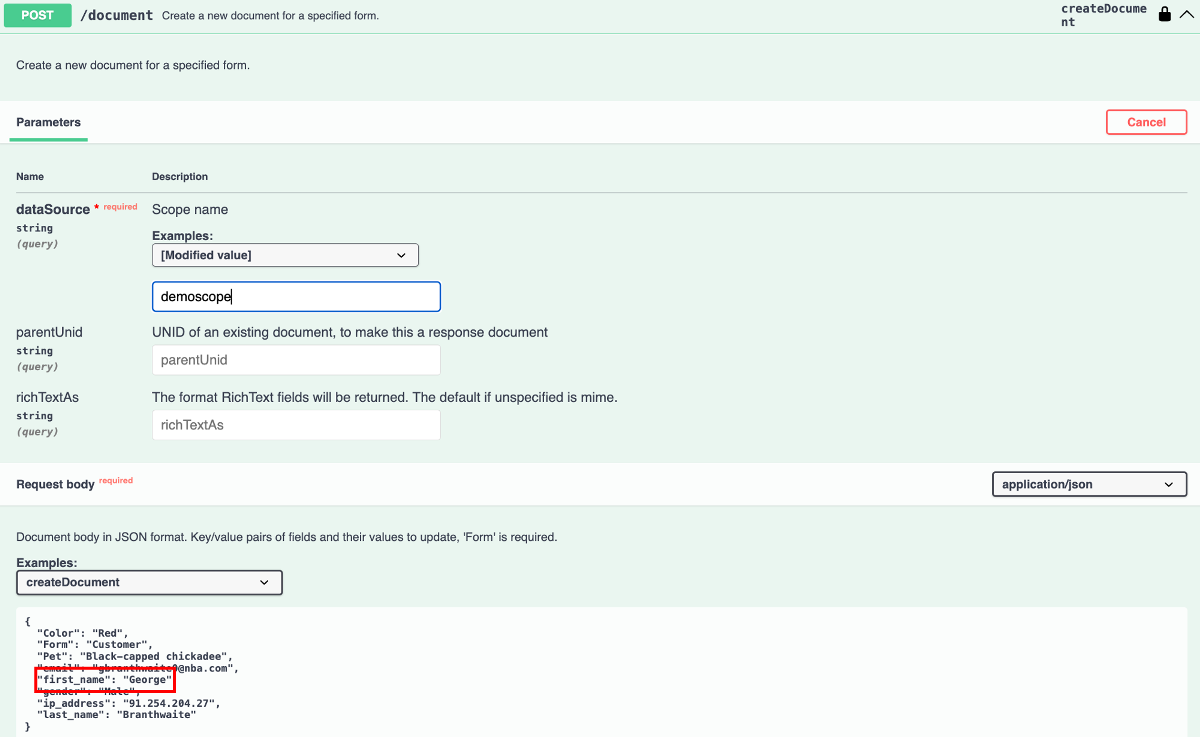 POST /document Create a new document for a specified form. createDocume
nt
Create a new document for a specified form.
Parameters Cancel
Name Description
dataSource * required Scope name
string
(query)
Examples:
[Modified value]
demoscope
parentUnid UNID of an existing document, to make this a response document
string
(query)
parentUnid
richTextAs The format RichText fields will be returned. The default if unspecified is mime.
string
(query)
richTextAs
Request body required application/json
Document body in JSON format. Key/value pairs of fields and their values to update, 'Form' is required.
Examples:
createDocument
{
"Color": "Red",
"Form": "Customer",
"Pet": "Black-capped chickadee",
"email": "gbranthwaite0@nba.com",
"first_name": "George"
"gender": "Male",
"ip_address": "91.254.204.27",
"last_name": "Branthwaite"
}